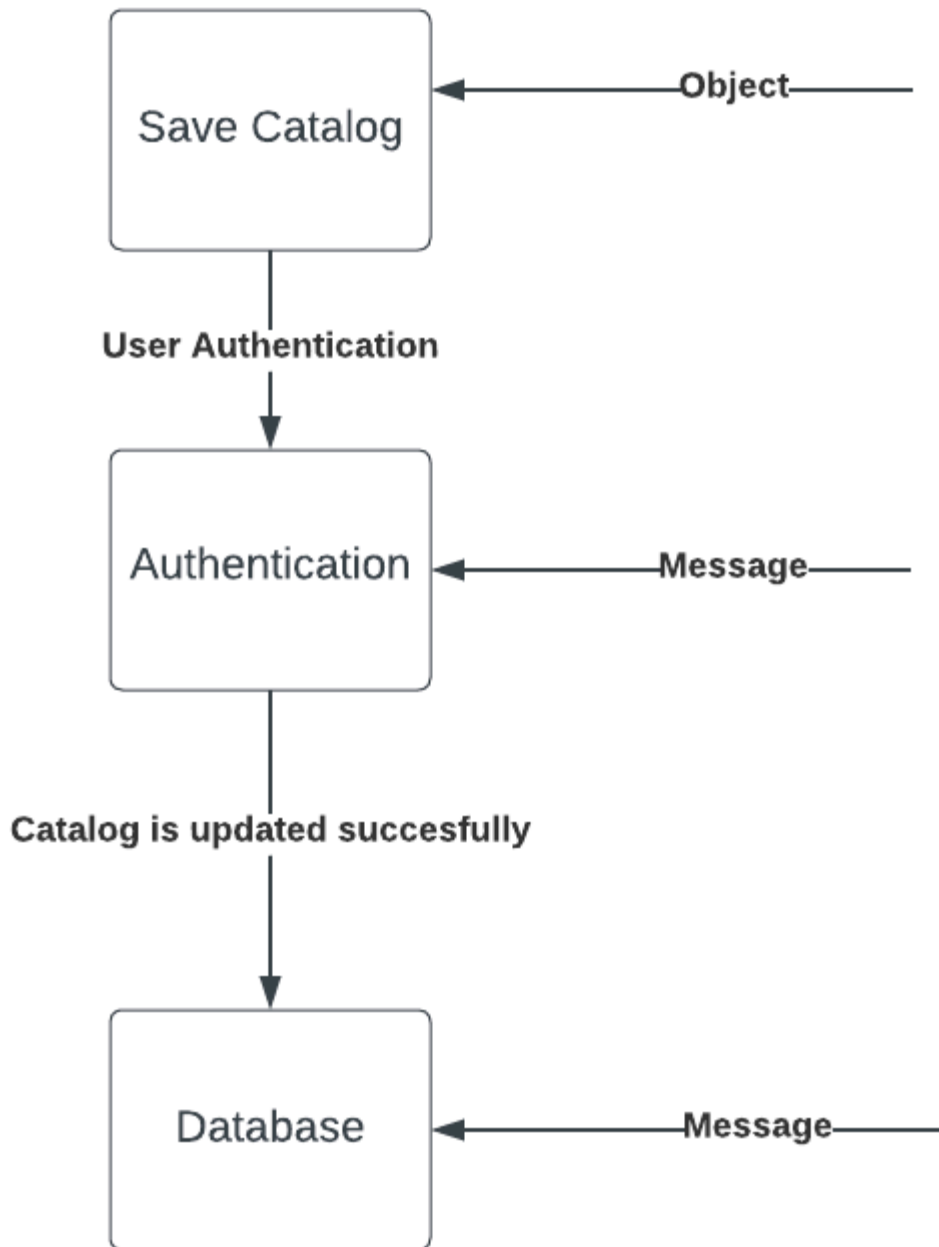 Object
Save Catalog
User Authentication
Authentication
Message
Catalog is updated succesfully
Database
Message